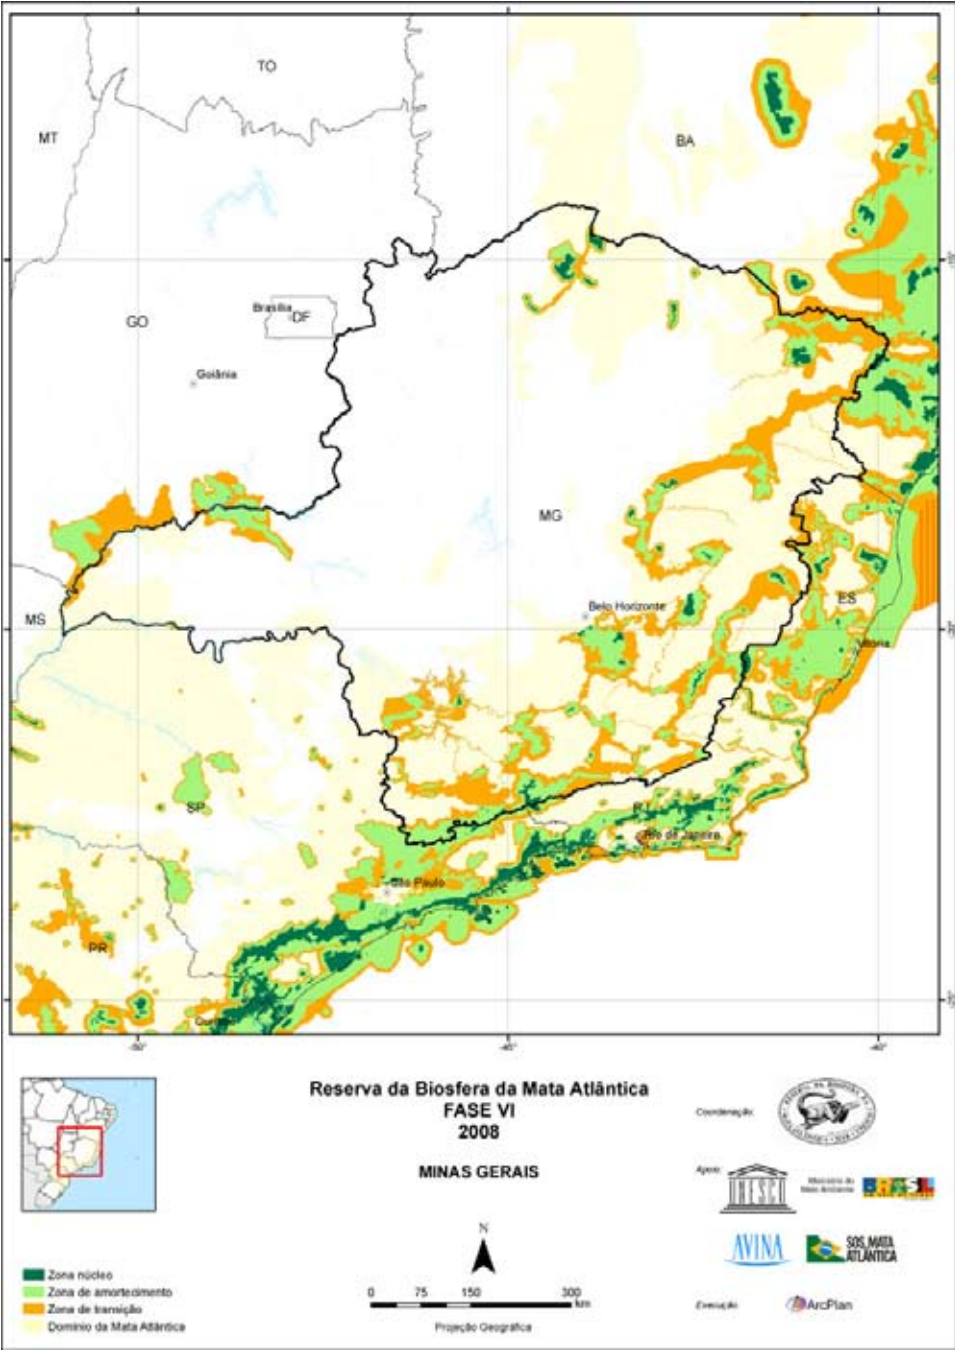 TO
MT
BA
Brasília
DF
GO
Goiânia
MG
Belo Horizonte
MS
ES
Vitória
SP
RJ
Rio de Janeiro
São Paulo
PR
-50°
-45°
-40°
Reserva da Biosfera da Mata Atlântica
FASE VI
2008
MINAS GERAIS
Coordenação:
Apoio:
UNESCO
Ministério do
Meio Ambiente
BRASIL
AVINA
SOS MATA
ATLÂNTICA
N
Zona núcleo
Zona de amortecimento
Zona de transição
Domínio da Mata Atlântica
0 75 150 300
km
Projeção Geográfica
Execução:
ArcPlan